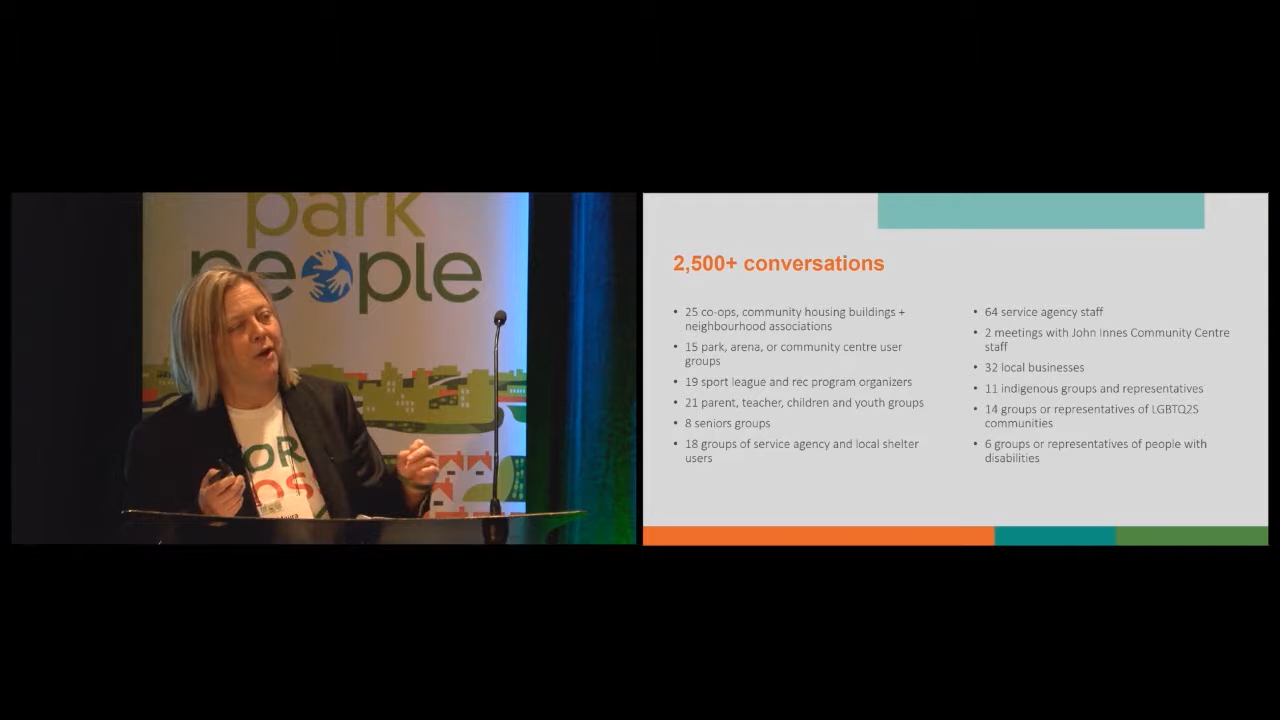 park
people
OR
OS
2,500+ conversations
• 25 co-ops, community housing buildings +
neighbourhood associations
• 15 park, arena, or community centre user
groups
• 19 sport league and rec program organizers
• 21 parent, teacher, children and youth groups
• 8 seniors groups
• 18 groups of service agency and local shelter
users
• 64 service agency staff
• 2 meetings with John Innes Community Centre
staff
• 32 local businesses
• 11 indigenous groups and representatives
• 14 groups or representatives of LGBTQ2S
communities
• 6 groups or representatives of people with
disabilities